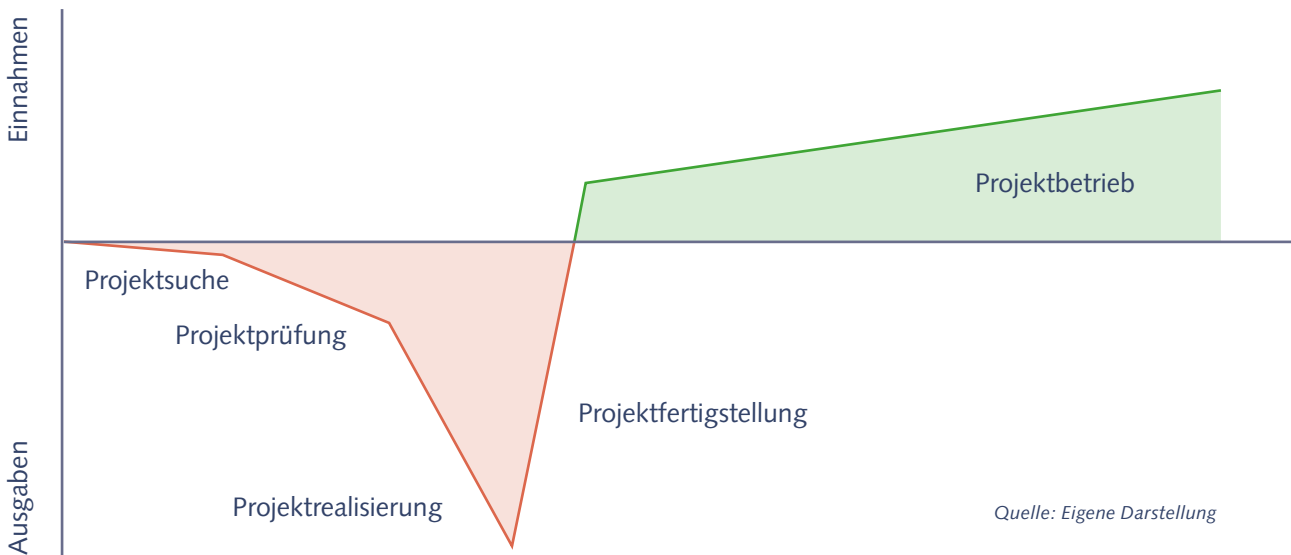 Einnahmen
Projektbetrieb
Projektsuche
Projektprüfung
Projektfertigstellung
Projektrealisierung
Ausgaben
Quelle: Eigene Darstellung